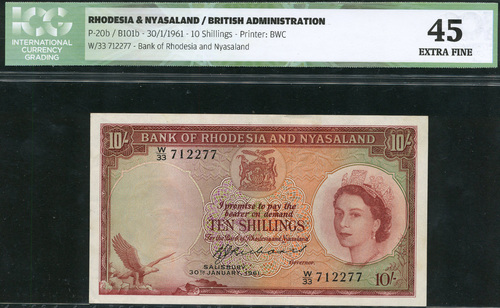 ICG
INTERNATIONAL
CURRENCY
GRADING
RHODESIA & NYASALAND / BRITISH ADMINISTRATION
P-20b / B101b - 30/1/1961 - 10 Shillings - Printer: BWC
W/33 712277 - Bank of Rhodesia and Nyasaland
45
EXTRA FINE
10/- 10/-
BANK OF RHODESIA AND NYASALAND
W/33 712277
I promise to pay the
bearer on demand
TEN SHILLINGS
For the Bank of Rhodesia and Nyasaland
Governor.
SALISBURY,
30TH JANUARY, 1961.
W/33 712277
10/-